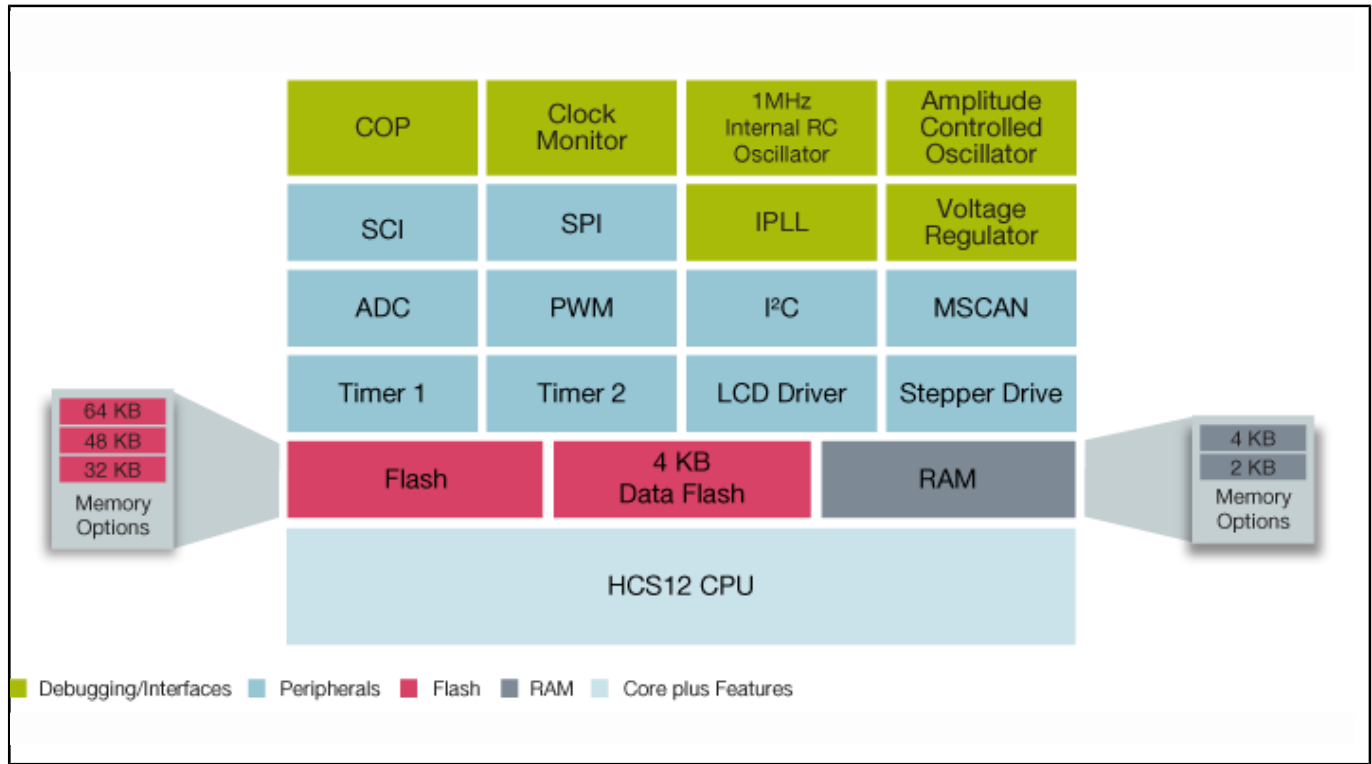 COP
Clock
Monitor
1MHz
Internal RC
Oscillator
Amplitude
Controlled
Oscillator
SCI
SPI
IPLL
Voltage
Regulator
ADC
PWM
I²C
MSCAN
Timer 1
Timer 2
LCD Driver
Stepper Drive
64 KB
48 KB
32 KB
Memory
Options
Flash
4 KB
Data Flash
RAM
4 KB
2 KB
Memory
Options
HCS12 CPU
Debugging/Interfaces Peripherals Flash RAM Core plus Features